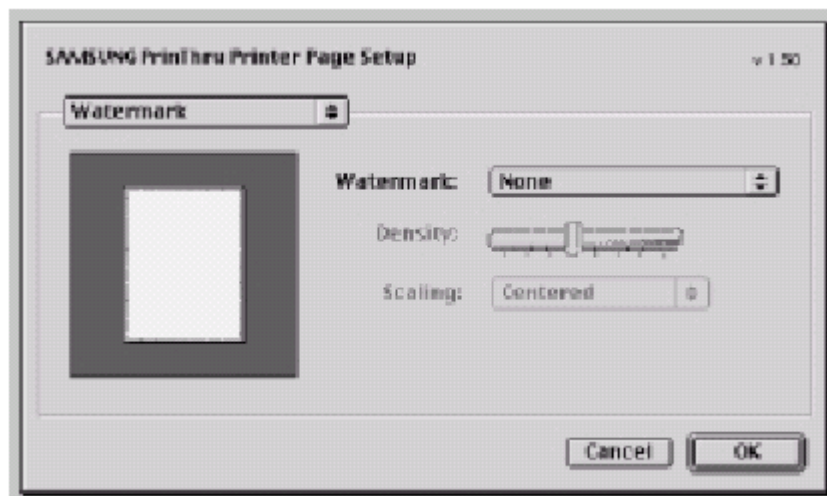 SAMSUNG PrinThru Printer Page Setup
v 1.50
Watermark
Watermark: None
Density:
Scaling: Centered
Cancel OK